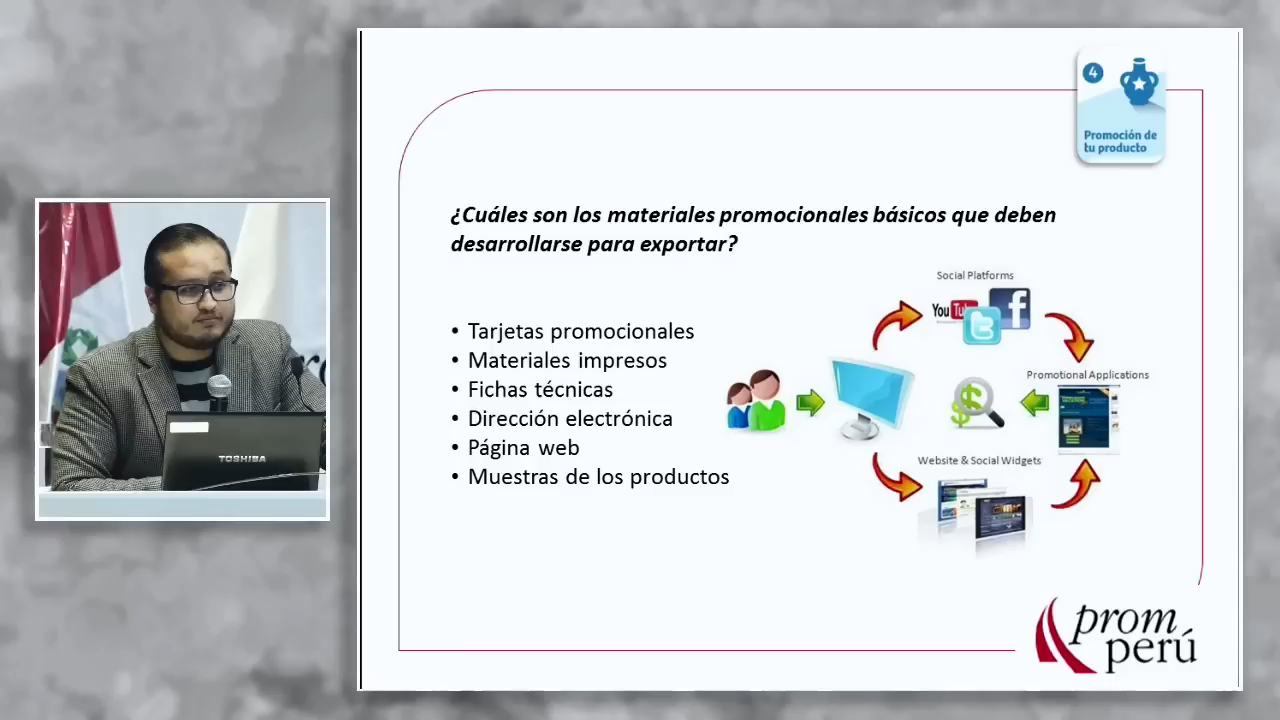 4
Promoción de
tu producto
¿Cuáles son los materiales promocionales básicos que deben
desarrollarse para exportar?
• Tarjetas promocionales
• Materiales impresos
• Fichas técnicas
• Dirección electrónica
• Página web
• Muestras de los productos
Social Platforms
You Tube
f
t
Promotional Applications
Website & Social Widgets
TOSHIBA
prom
perú